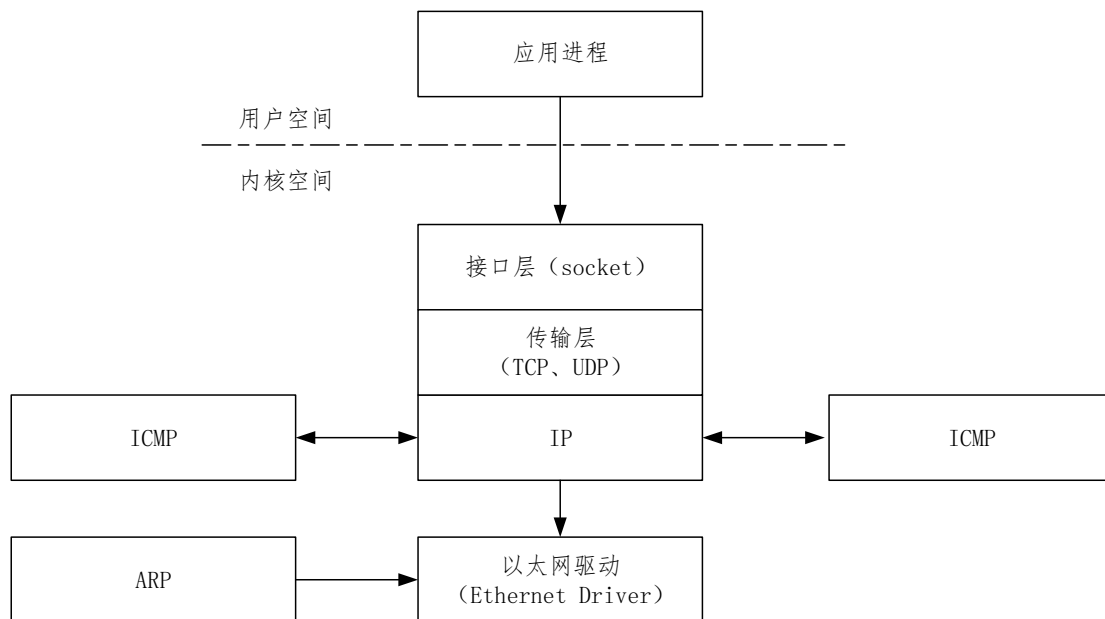 应用进程
用户空间
内核空间
接口层（socket）
传输层
（TCP、UDP）
ICMP
IP
ICMP
ARP
以太网驱动
（Ethernet Driver）